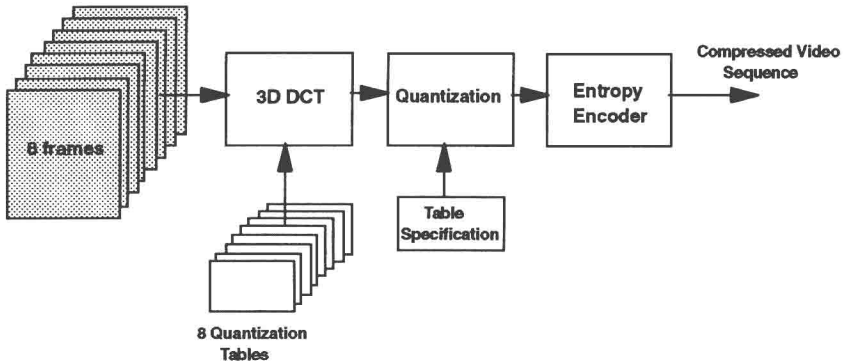 Compressed Video
Sequence
8 frames
3D DCT
Quantization
Entropy
Encoder
Table
Specification
8 Quantization
Tables